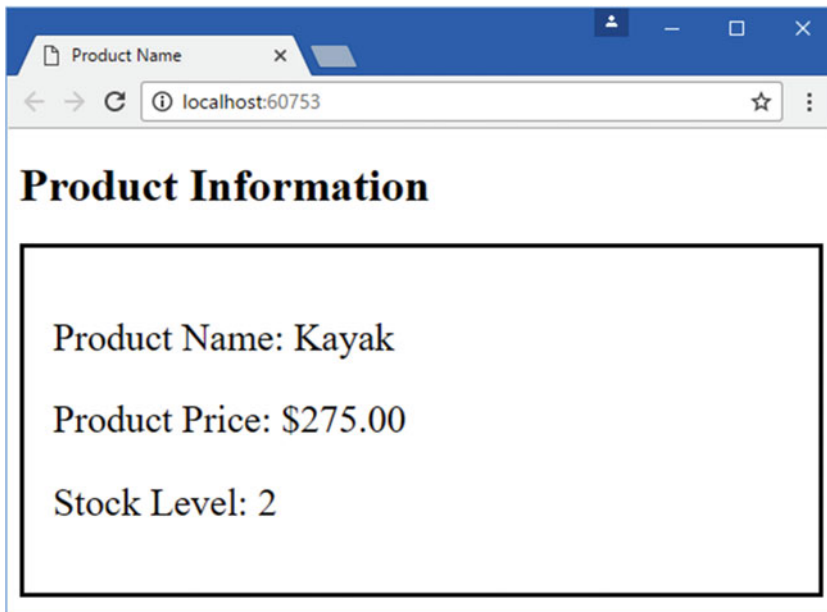 Product Name
localhost:60753
Product Information
Product Name: Kayak
Product Price: $275.00
Stock Level: 2